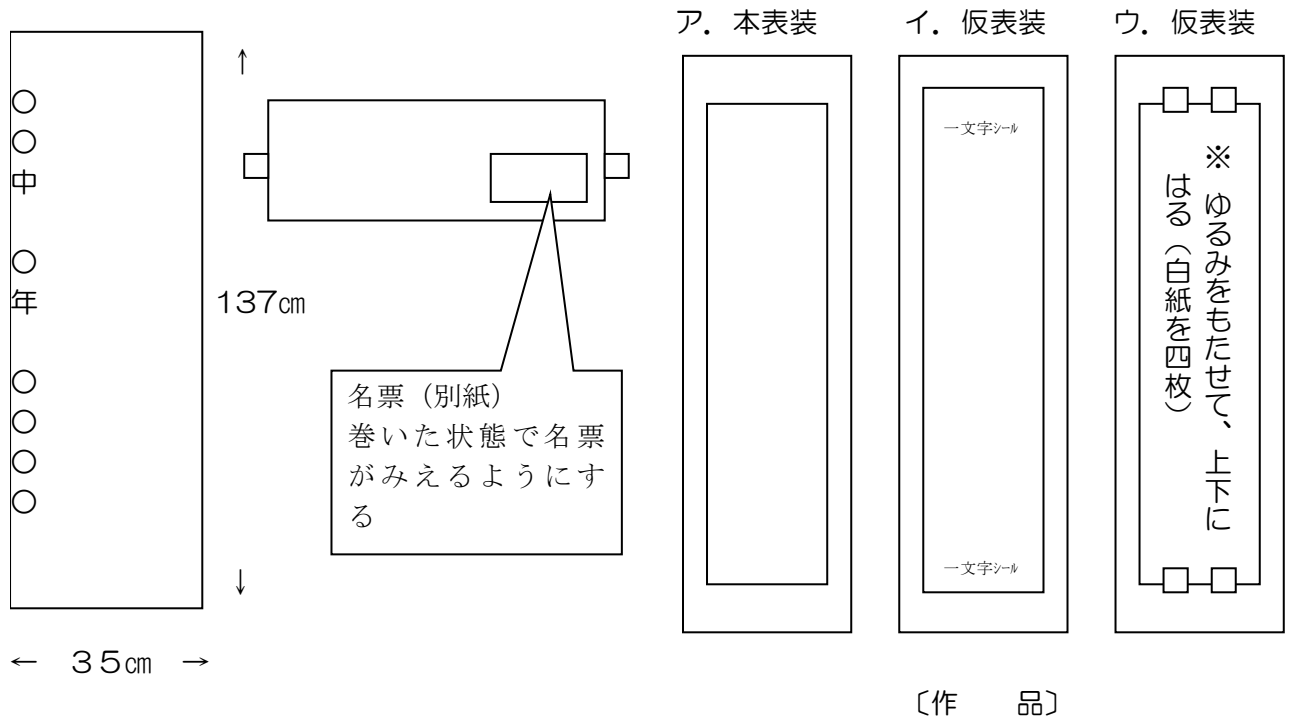 ○○中　○年　○○○○
↑
137㎝
↓
← 35㎝ →
名票（別紙）
巻いた状態で名票
がみえるようにす
る
ア．本表装
イ．仮表装
ウ．仮表装
一文字シール
一文字シール
※ ゆるみをもたせて、上下に
はる（白紙を四枚）
〔作　　品〕